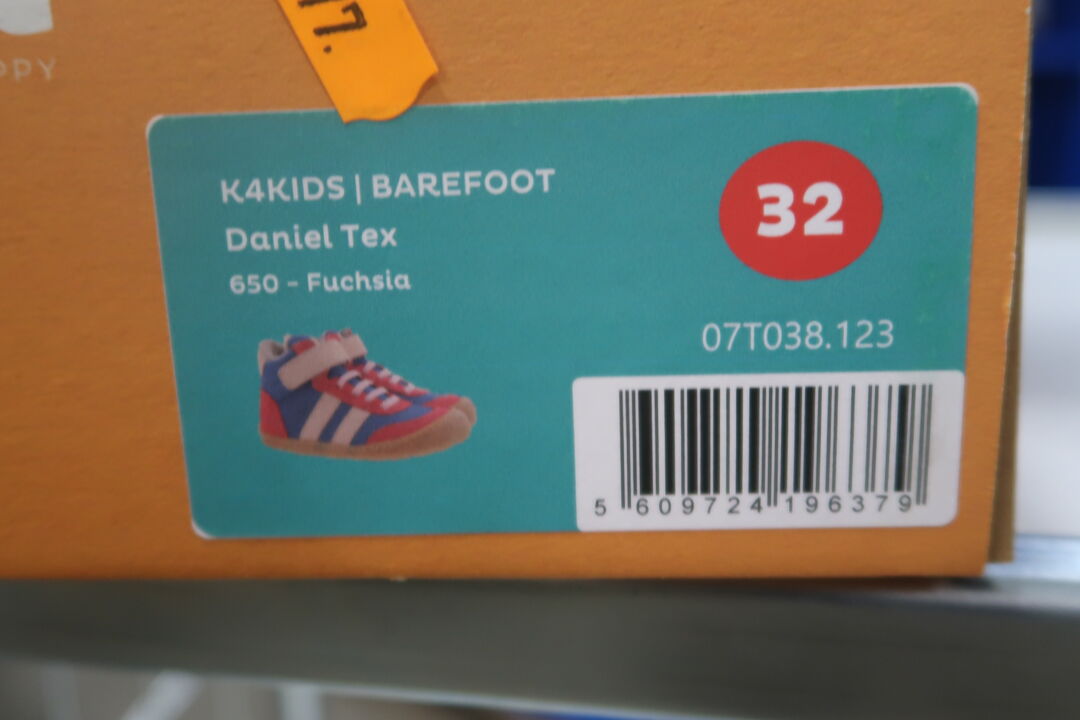 K4KIDS | BAREFOOT
Daniel Tex
650 - Fuchsia
32
07T038.123
5 609724 196379